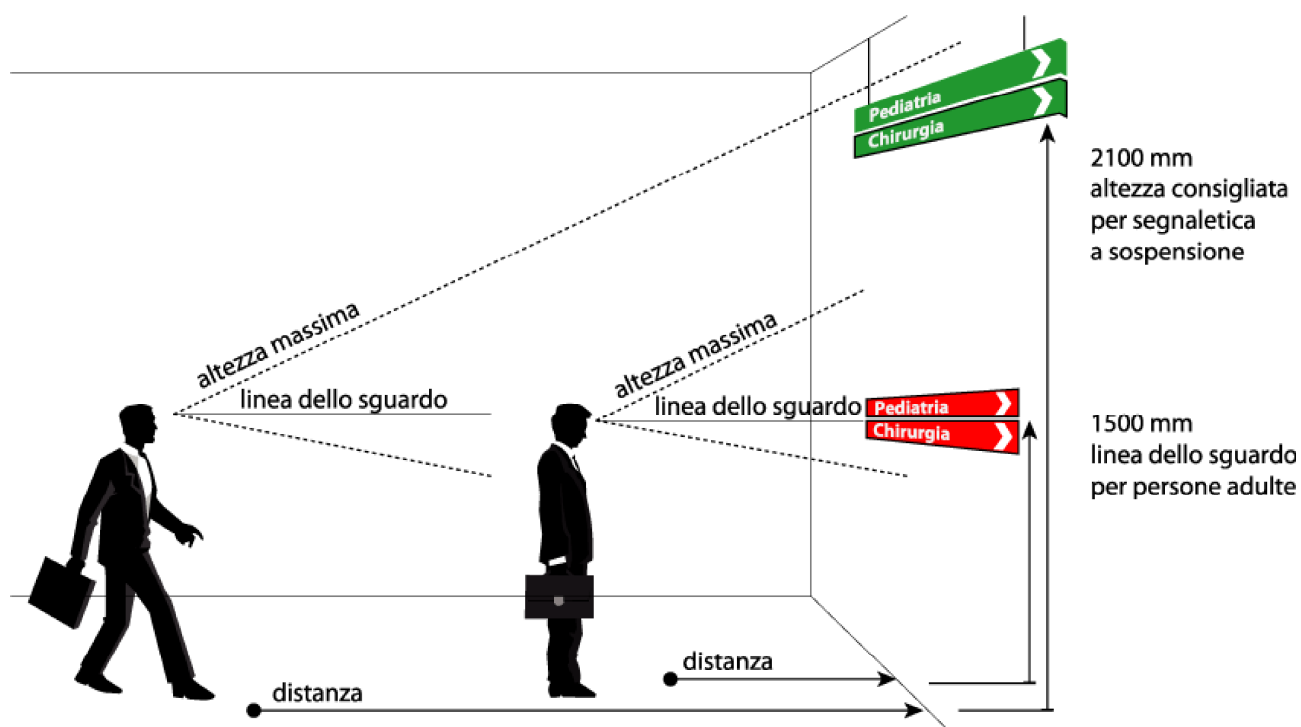 Pediatria
Chirurgia
2100 mm
altezza consigliata
per segnaletica
a sospensione
altezza massima
linea dello sguardo
altezza massima
linea dello sguardo
Pediatria
Chirurgia
1500 mm
linea dello sguardo
per persone adulte
distanza
distanza